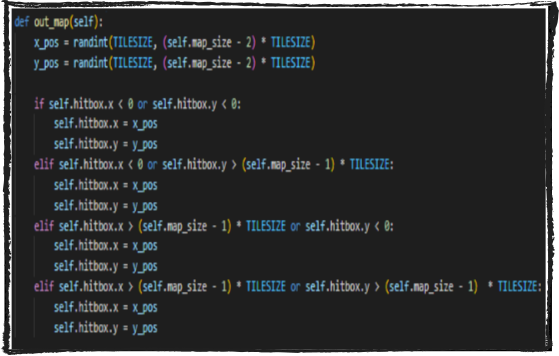 def out_map(self):
x_pos = randint(TILESIZE, (self.map_size - 2) * TILESIZE)
y_pos = randint(TILESIZE, (self.map_size - 2) * TILESIZE)
if self.hitbox.x < 0 or self.hitbox.y < 0:
self.hitbox.x = x_pos
self.hitbox.y = y_pos
elif self.hitbox.x < 0 or self.hitbox.y > (self.map_size - 1) * TILESIZE:
self.hitbox.x = x_pos
self.hitbox.y = y_pos
elif self.hitbox.x > (self.map_size - 1) * TILESIZE or self.hitbox.y < 0:
self.hitbox.x = x_pos
self.hitbox.y = y_pos
elif self.hitbox.x > (self.map_size - 1) * TILESIZE or self.hitbox.y > (self.map_size - 1) * TILESIZE:
self.hitbox.x = x_pos
self.hitbox.y = y_pos